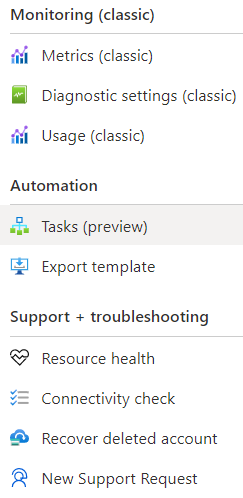 Monitoring (classic)
Metrics (classic)
Diagnostic settings (classic)
Usage (classic)
Automation
Tasks (preview)
Export template
Support + troubleshooting
Resource health
Connectivity check
Recover deleted account
New Support Request